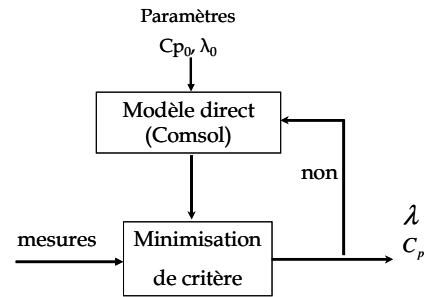 Paramètres
Cp₀, λ₀
Modèle direct
(Comsol)
non
mesures
Minimisation
de critère
λ
Cₚ